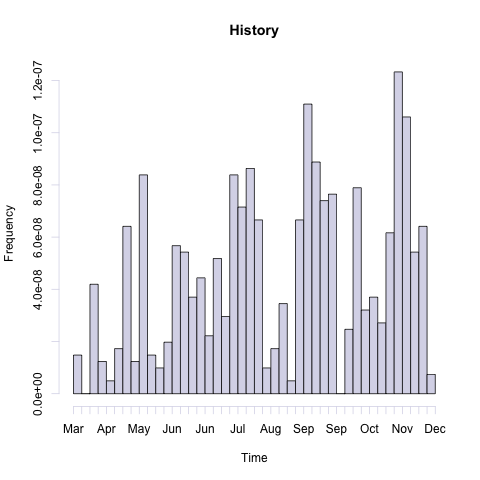 History
Frequency
1.2e-07
1.0e-07
8.0e-08
6.0e-08
4.0e-08
0.0e+00
Mar Apr May Jun Jun Jul Aug Sep Sep Oct Nov Dec
Time